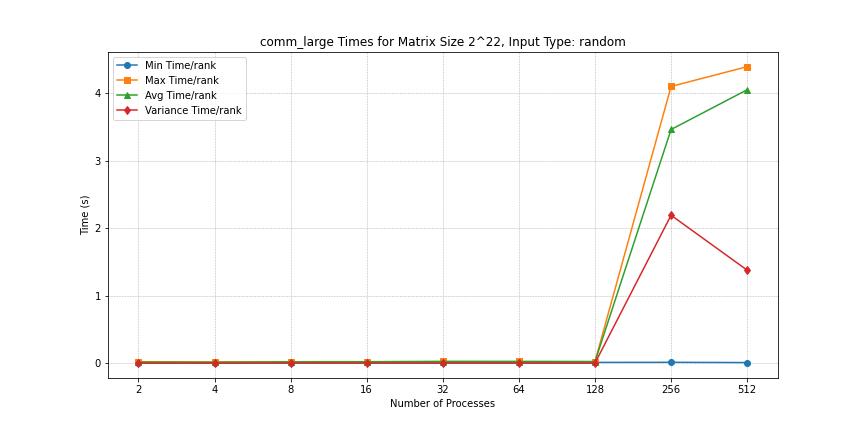 comm_large Times for Matrix Size 2^22, Input Type: random
Min Time/rank
Max Time/rank
Avg Time/rank
Variance Time/rank
Time (s)
4
3
2
1
0
2 4 8 16 32 64 128 256 512
Number of Processes